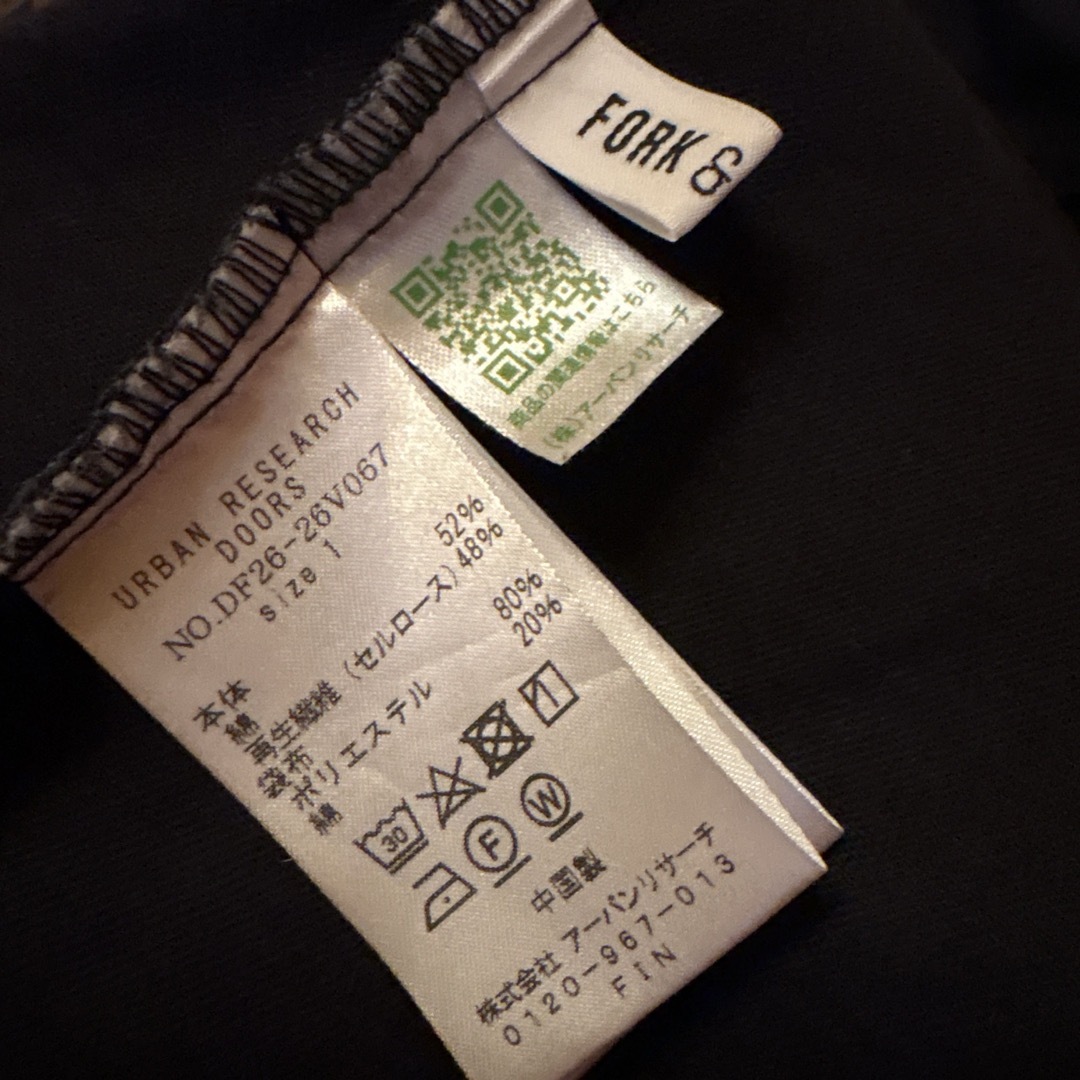 FORK &
商品の関連情報はこちら
(株)アーバンリサーチ
URBAN RESEARCH
DOORS
NO.DF26-26V067
size 1
本体
綿 52%
再生繊維(セルロース)48%
袋布
ポリエステル 80%
綿 20%
30
1
F W
中国製
株式会社 アーバンリサーチ
0120-967-013
FIN